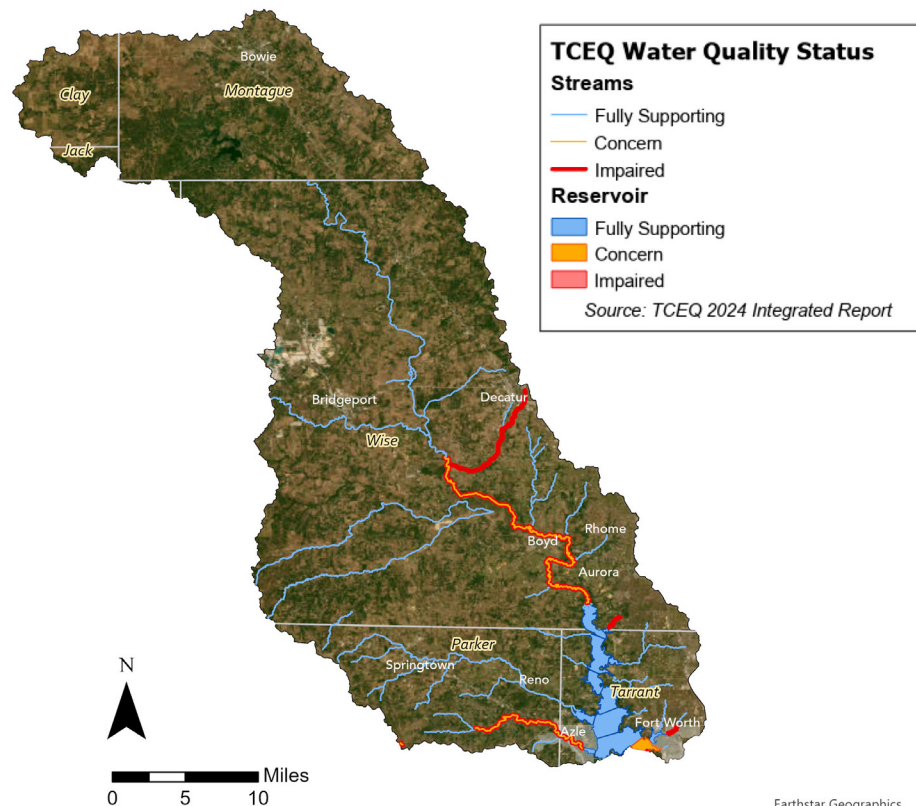 TCEQ Water Quality Status
Streams
Fully Supporting
Concern
Impaired
Reservoir
Fully Supporting
Concern
Impaired
Source: TCEQ 2024 Integrated Report
Bowie
Clay
Montague
Jack
Bridgeport
Decatur
Wise
Rhome
Boyd
Aurora
Parker
Springtown
Reno
Tarrant
Fort Worth
Azle
N
Miles
0 5 10
Earthstar Geographics